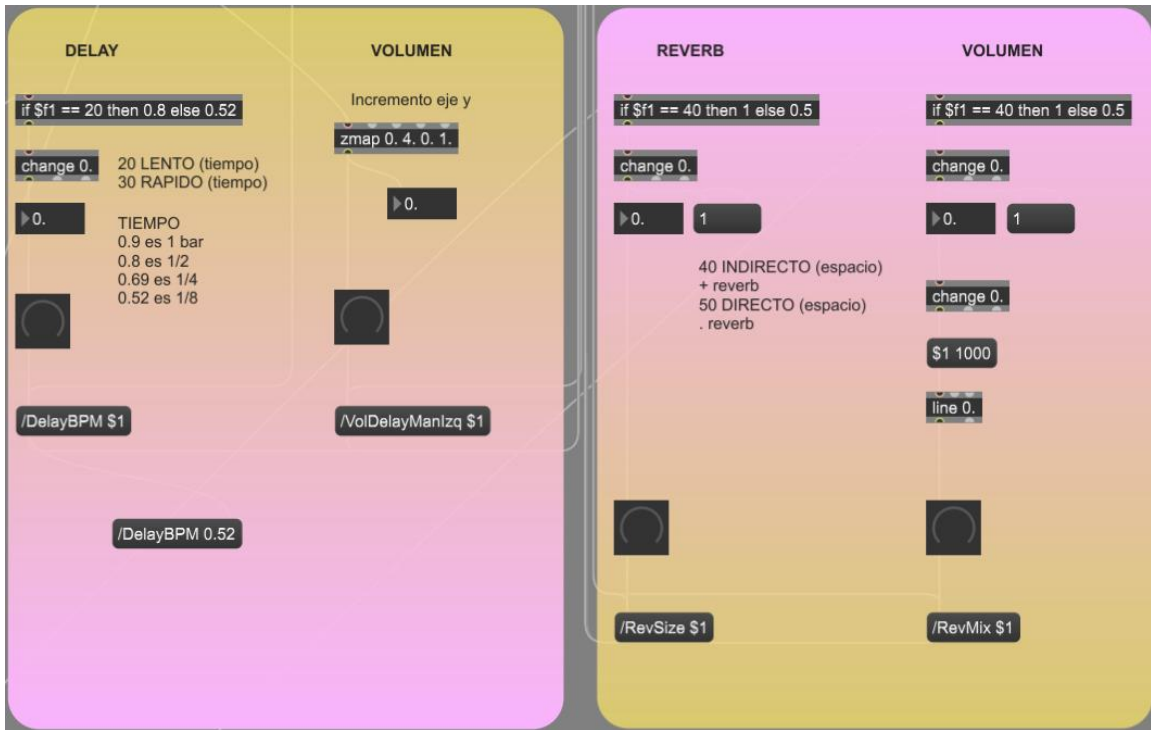 DELAY
if $f1 == 20 then 0.8 else 0.52
change 0.
20 LENTO (tiempo)
30 RAPIDO (tiempo)
0.
TIEMPO
0.9 es 1 bar
0.8 es 1/2
0.69 es 1/4
0.52 es 1/8
/DelayBPM $1
/DelayBPM 0.52
VOLUMEN
Incremento eje y
zmap 0. 4. 0. 1.
0.
/VolDelayManIzq $1
REVERB
if $f1 == 40 then 1 else 0.5
change 0.
0.
1
40 INDIRECTO (espacio)
+ reverb
50 DIRECTO (espacio)
. reverb
/RevSize $1
VOLUMEN
if $f1 == 40 then 1 else 0.5
change 0.
0.
1
change 0.
$1 1000
line 0.
/RevMix $1